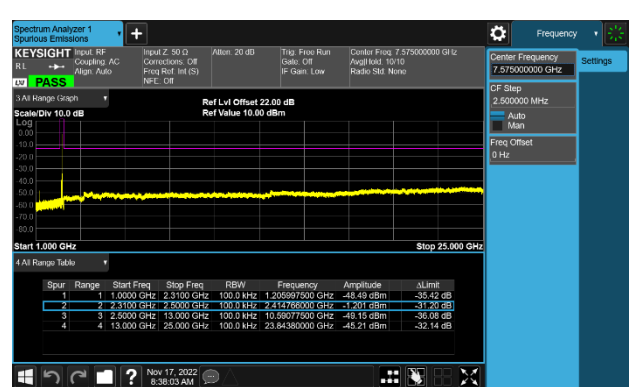 Spectrum Analyzer 1
Spurious Emissions
Frequency
KEYSIGHT Input: RF Input Z: 50 Ω Atten: 20 dB Trig: Free Run Center Freq: 7.575000000 GHz
RL Coupling: AC Corrections: Off Gate: Off Avg|Hold: 10/10
Align: Auto Freq Ref: Int (S) IF Gain: Low Radio Std: None
NFE: Off
LXI PASS
Center Frequency
7.575000000 GHz
Settings
CF Step
2.500000 MHz
Auto
Man
Freq Offset
0 Hz
3 All Range Graph
Ref Lvl Offset 22.00 dB
Scale/Div 10.0 dB Ref Value 10.00 dBm
Log
0.00
-10.0
-20.0
-30.0
-40.0
-50.0
-60.0
-70.0
-80.0
Start 1.000 GHz Stop 25.000 GHz
4 All Range Table
Spur Range Start Freq Stop Freq RBW Frequency Amplitude ΔLimit
1 1 1.0000 GHz 2.3100 GHz 100.0 kHz 1.205997500 GHz -48.49 dBm -35.42 dB
2 2 2.3100 GHz 2.5000 GHz 100.0 kHz 2.414766000 GHz -1.201 dBm -31.20 dB
3 3 2.5000 GHz 13.000 GHz 100.0 kHz 10.59077500 GHz -49.15 dBm -36.08 dB
4 4 13.000 GHz 25.000 GHz 100.0 kHz 23.84380000 GHz -45.21 dBm -32.14 dB
Nov 17, 2022
8:38:03 AM